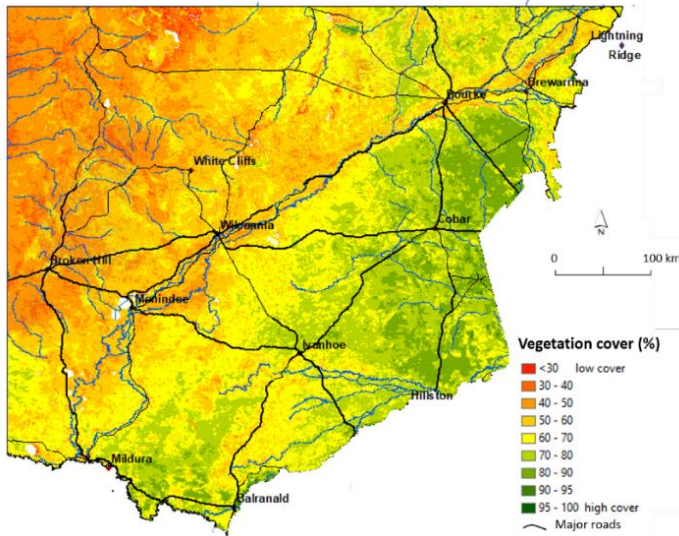 Lightning
Ridge
Brewarrina
Bourke
White Cliffs
Wilcannia
Cobar
N
Broken Hill
0 100 km
Menindee
Ivanhoe
Vegetation cover (%)
<30 low cover
30 - 40
40 - 50
50 - 60
60 - 70
70 - 80
80 - 90
90 - 95
95 - 100 high cover
Major roads
Hillston
Mildura
Balranald